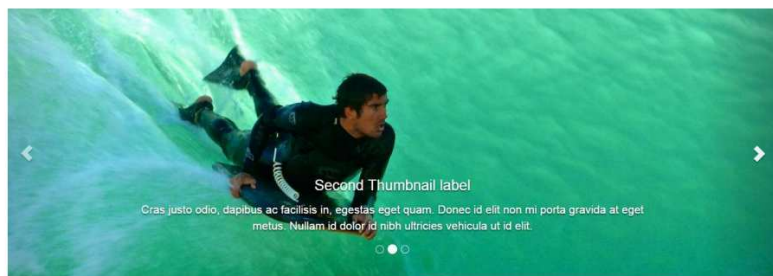 Second Thumbnail label
Cras justo odio, dapibus ac facilisis in, egestas eget quam. Donec id elit non mi porta gravida at eget
metus. Nullam id dolor id nibh ultricies vehicula ut id elit.